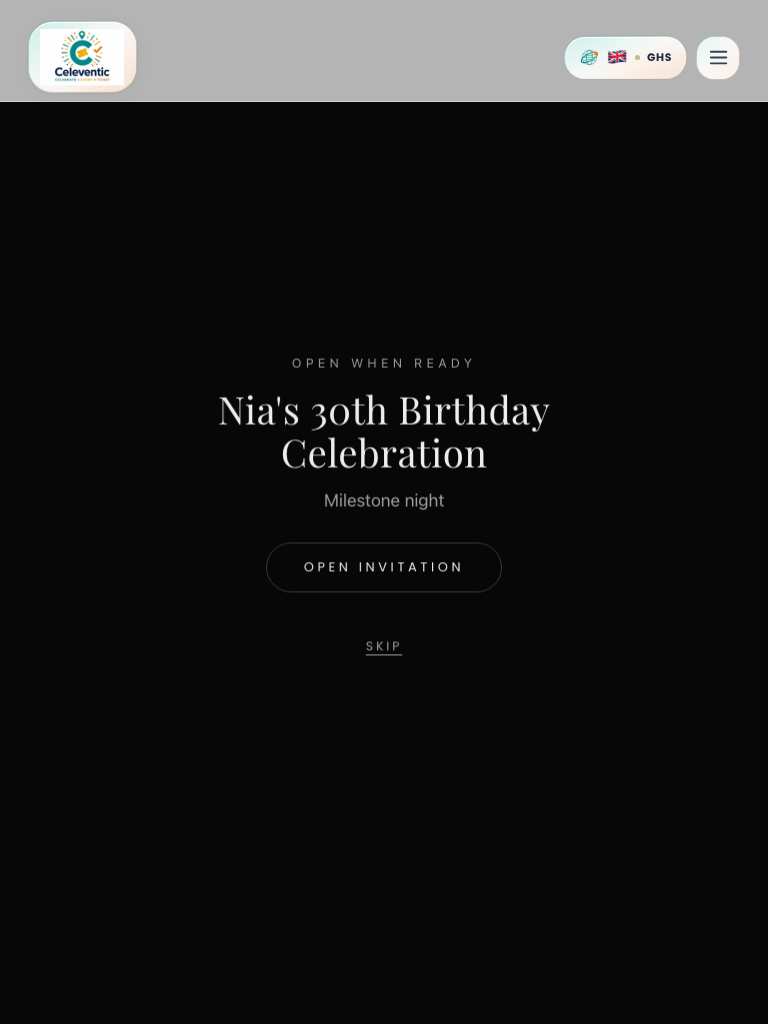 Celeventic
GHS
OPEN WHEN READY
Nia's 30th Birthday
Celebration
Milestone night
OPEN INVITATION
SKIP